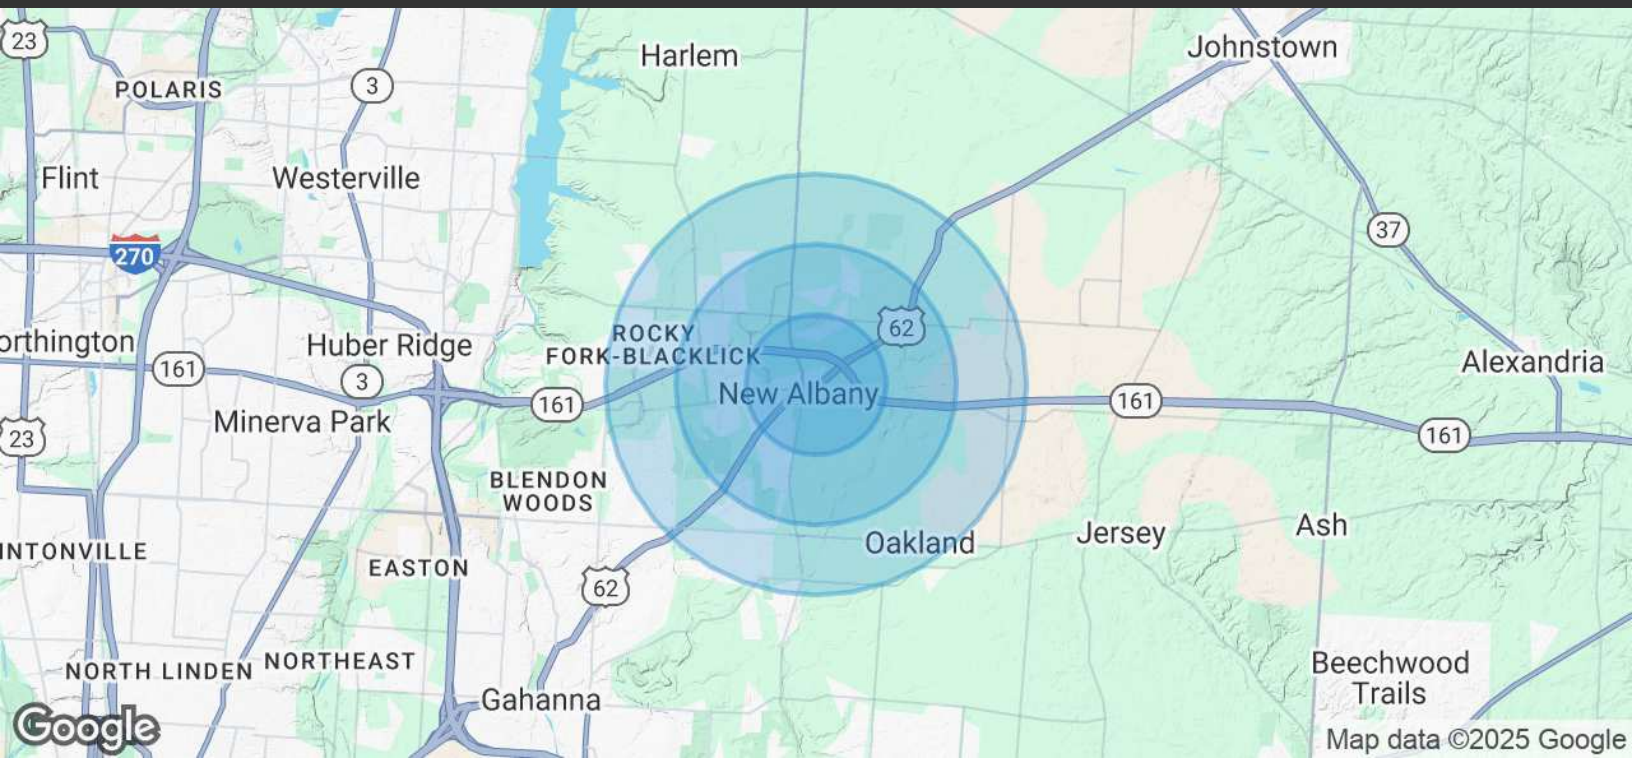 23
Harlem
Johnstown
POLARIS
3
Flint
Westerville
37
270
62
orthington
Huber Ridge
ROCKY
FORK-BLACKLICK
Alexandria
161
3
New Albany
161
161
Minerva Park
23
161
BLENDON
WOODS
INTONVILLE
EASTON
Oakland
Jersey
Ash
62
NORTH LINDEN
NORTHEAST
Gahanna
Beechwood
Trails
Google
Map data ©2025 Google